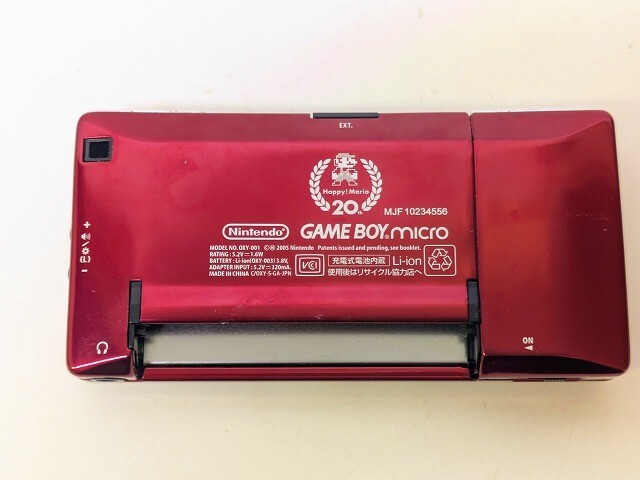 EXT.
Happy! Mario
20th
MJF10234556
Nintendo
GAME BOY micro
MODEL NO. OXY-001 ©Ⓜ 2005 Nintendo Patents issued and pending, see booklet.
RATING : 5.2V⎓1.6W
BATTERY : Li-ion(OXY-003) 3.8V,
ADAPTER INPUT : 5.2V⎓320mA.
MADE IN CHINA C/OXY-S-GA-JPN
VCI
充電式電池内蔵 Li-ion
使用後はリサイクル協力店へ
+
-
ON